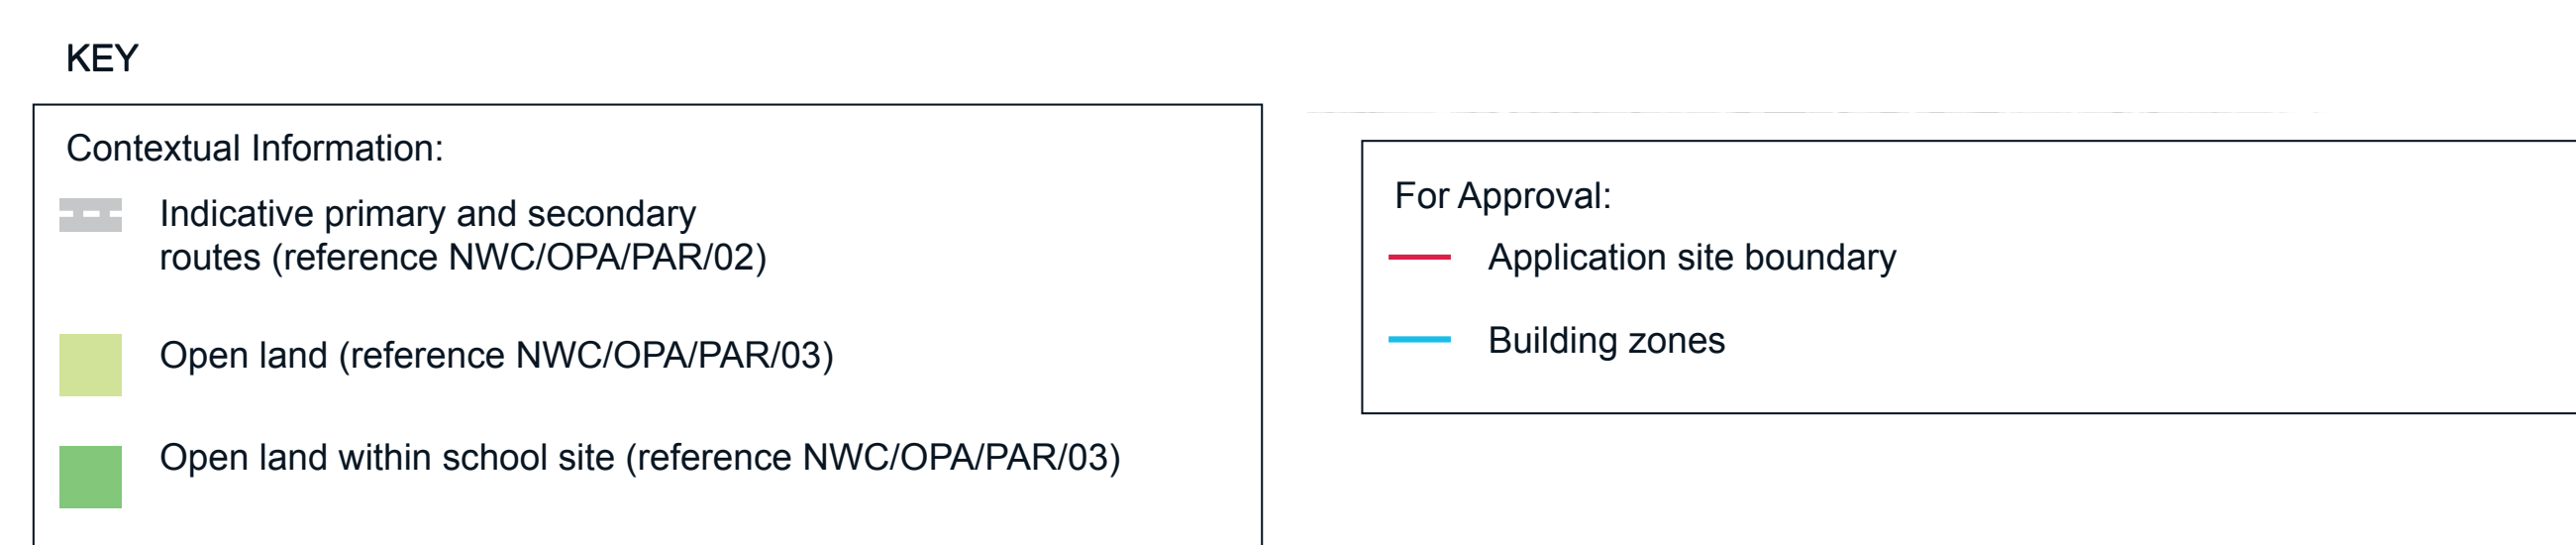 KEY
Contextual Information:
Indicative primary and secondary
routes (reference NWC/OPA/PAR/02)
Open land (reference NWC/OPA/PAR/03)
Open land within school site (reference NWC/OPA/PAR/03)
For Approval:
Application site boundary
Building zones